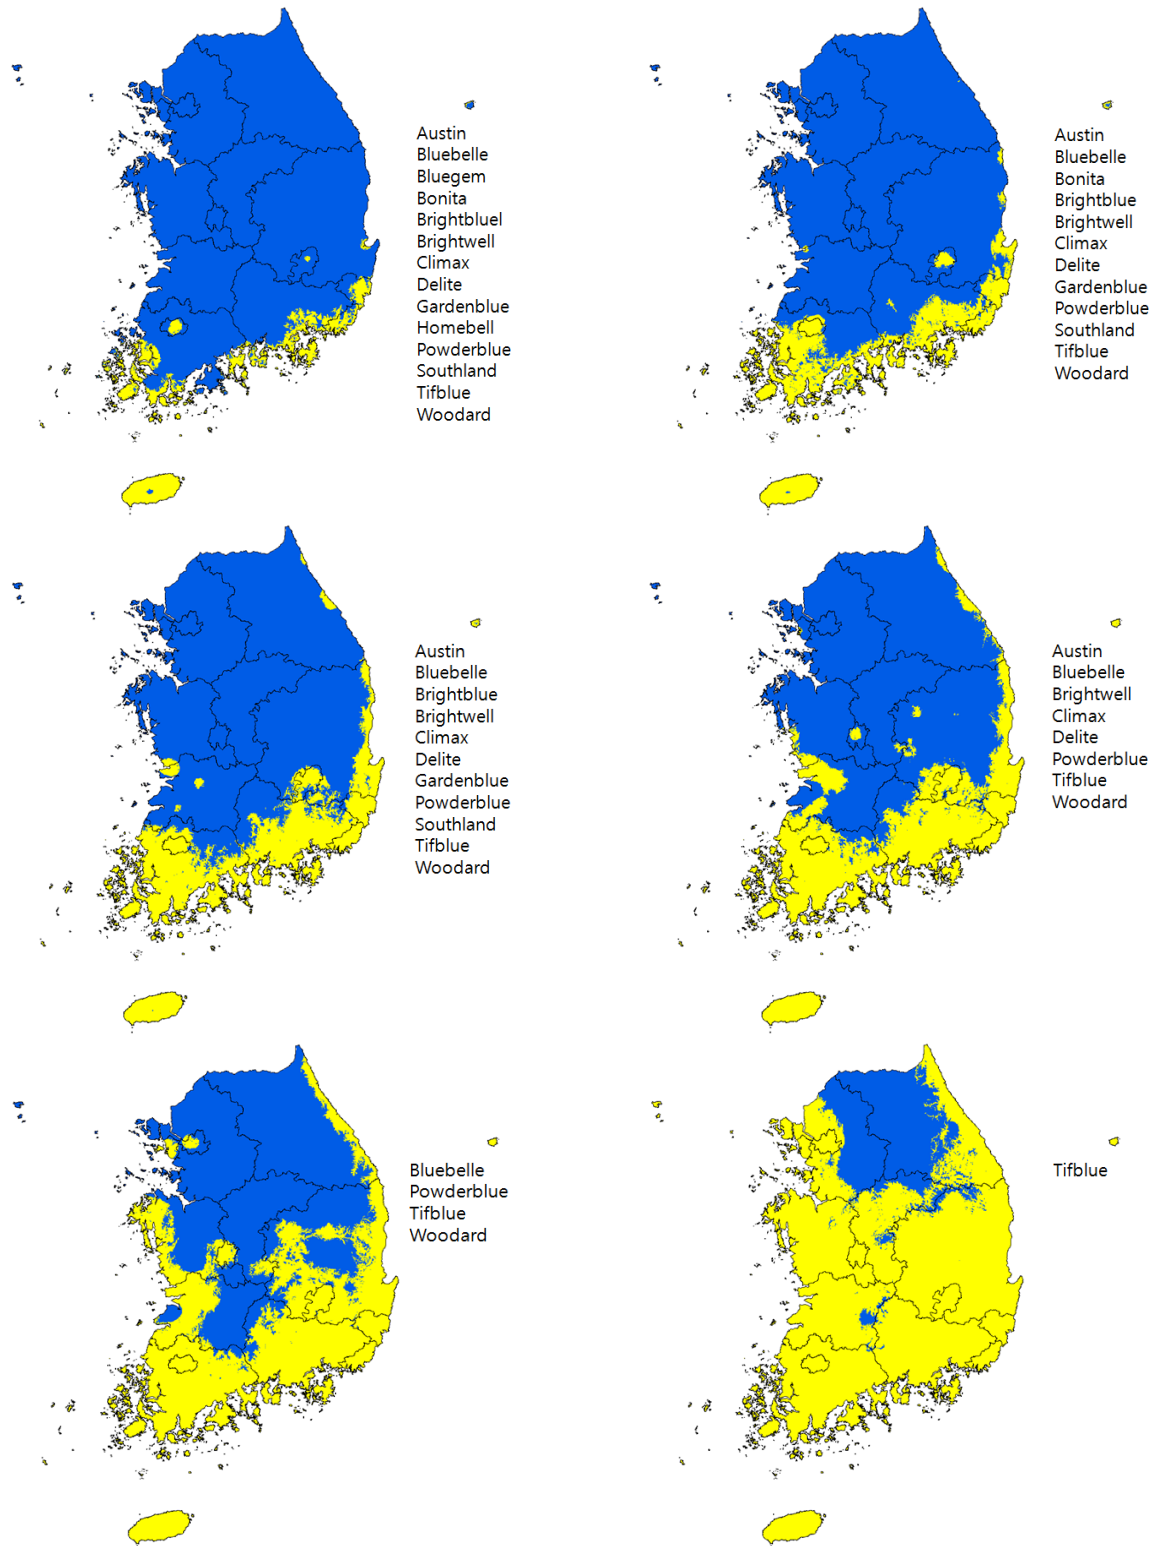 Austin
Bluebelle
Bluegem
Bonita
Brightbluel
Brightwell
Climax
Delite
Gardenblue
Homebell
Powderblue
Southland
Tifblue
Woodard
Austin
Bluebelle
Bonita
Brightblue
Brightwell
Climax
Delite
Gardenblue
Powderblue
Southland
Tifblue
Woodard
Austin
Bluebelle
Brightblue
Brightwell
Climax
Delite
Gardenblue
Powderblue
Southland
Tifblue
Woodard
Austin
Bluebelle
Brightwell
Climax
Delite
Powderblue
Tifblue
Woodard
Bluebelle
Powderblue
Tifblue
Woodard
Tifblue